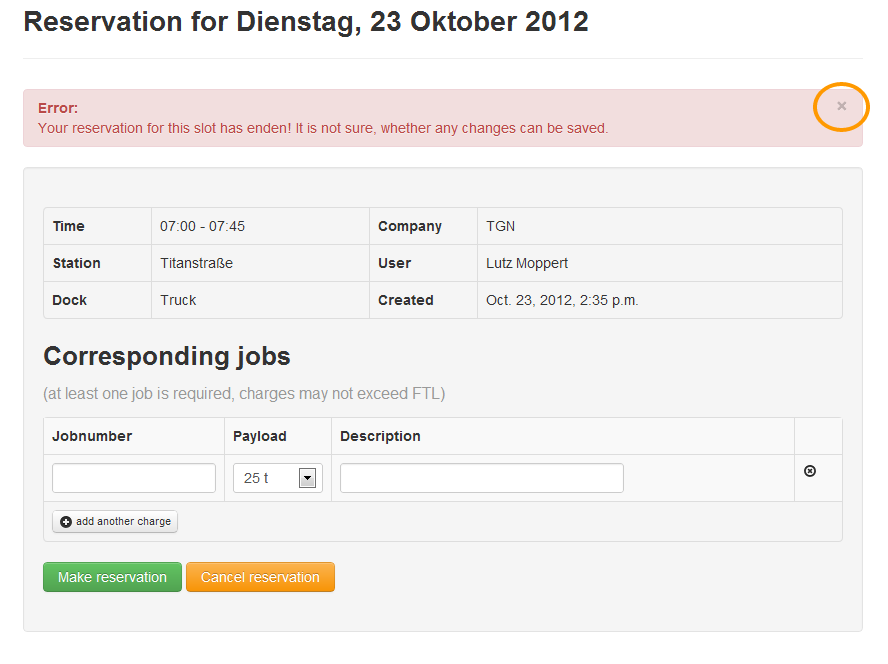 Reservation for Dienstag, 23 Oktober 2012
×
Error:
Your reservation for this slot has enden! It is not sure, whether any changes can be saved.
Time 07:00 - 07:45 Company TGN
Station Titanstraße User Lutz Moppert
Dock Truck Created Oct. 23, 2012, 2:35 p.m.
Corresponding jobs
(at least one job is required, charges may not exceed FTL)
Jobnumber Payload Description
25 t
add another charge
Make reservation Cancel reservation